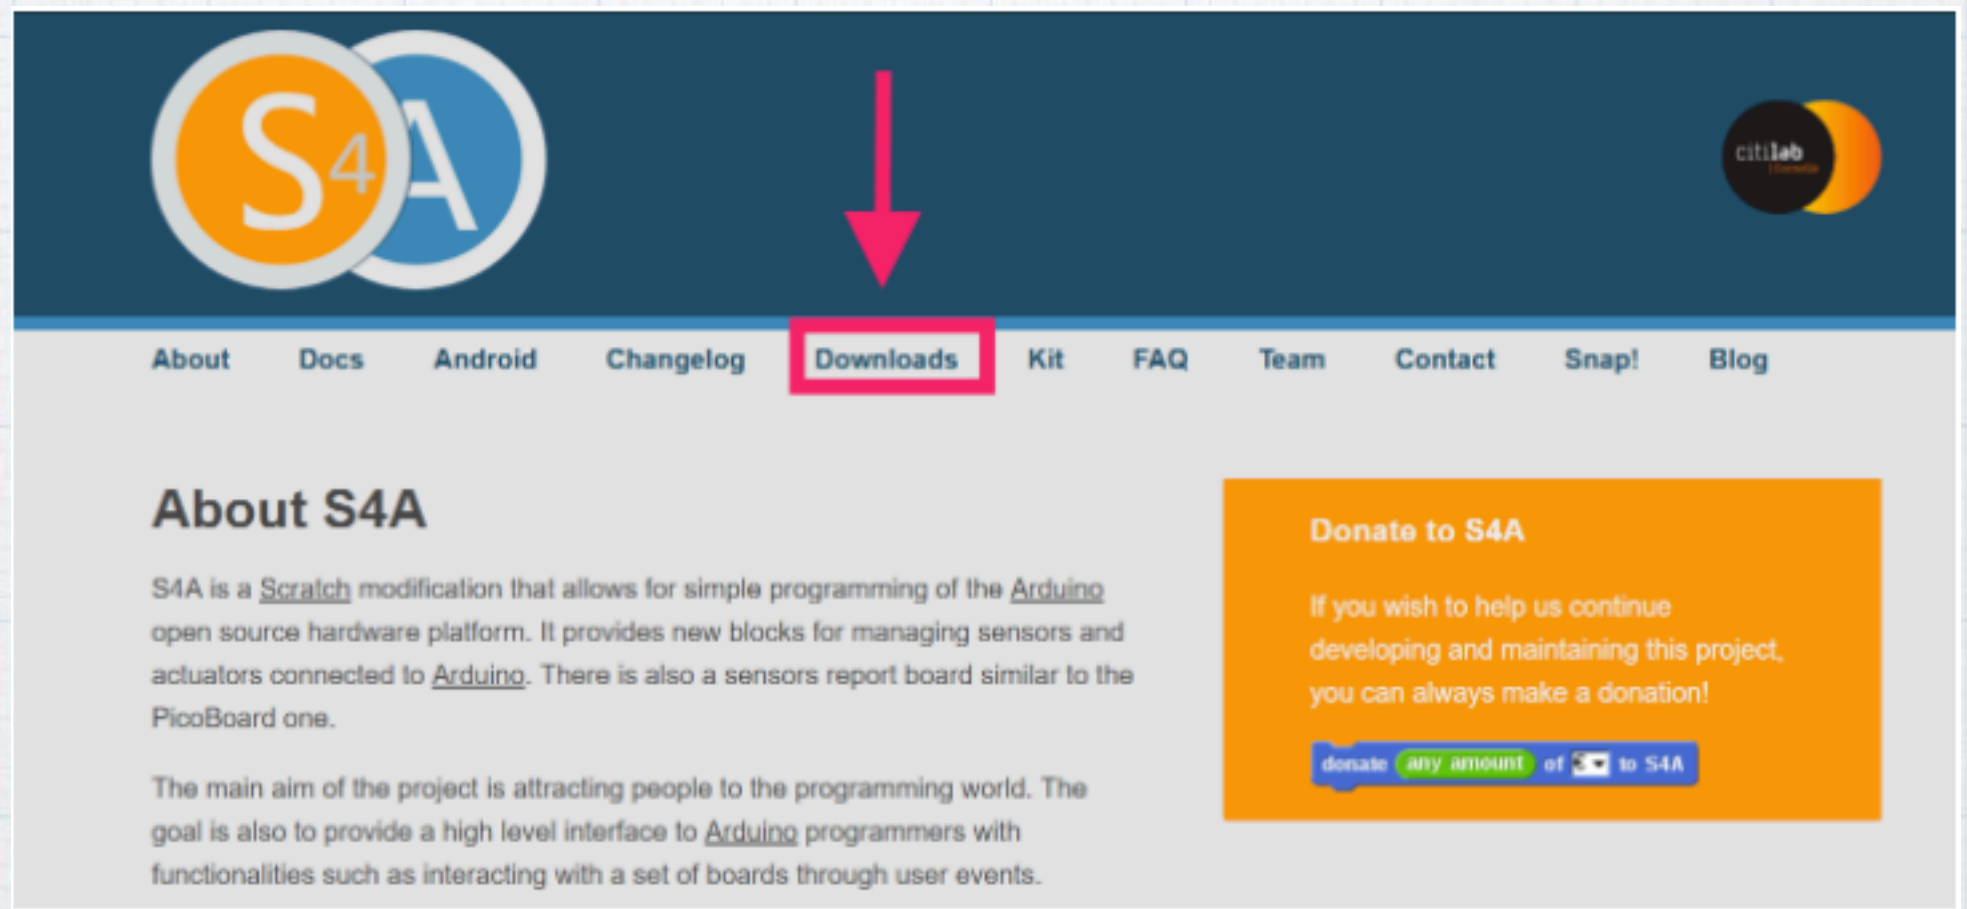 S4A
citilab
About Docs Android Changelog Downloads Kit FAQ Team Contact Snap! Blog
About S4A
S4A is a Scratch modification that allows for simple programming of the Arduino
open source hardware platform. It provides new blocks for managing sensors and
actuators connected to Arduino. There is also a sensors report board similar to the
PicoBoard one.
The main aim of the project is attracting people to the programming world. The
goal is also to provide a high level interface to Arduino programmers with
functionalities such as interacting with a set of boards through user events.
Donate to S4A
If you wish to help us continue
developing and maintaining this project,
you can always make a donation!
donate any amount of € to S4A